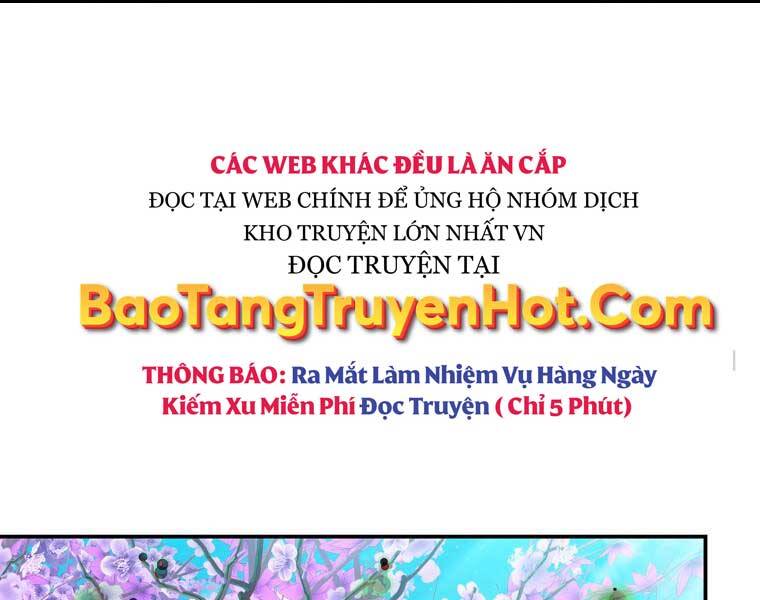 CÁC WEB KHÁC ĐỀU LÀ ĂN CẮP
ĐỌC TẠI WEB CHÍNH ĐỂ ỦNG HỘ NHÓM DỊCH
KHO TRUYỆN LỚN NHẤT VN
ĐỌC TRUYỆN TẠI
BaoTangTruyenHot.Com
THÔNG BÁO: Ra Mắt Làm Nhiệm Vụ Hàng Ngày
Kiếm Xu Miễn Phí Đọc Truyện ( Chỉ 5 Phút)